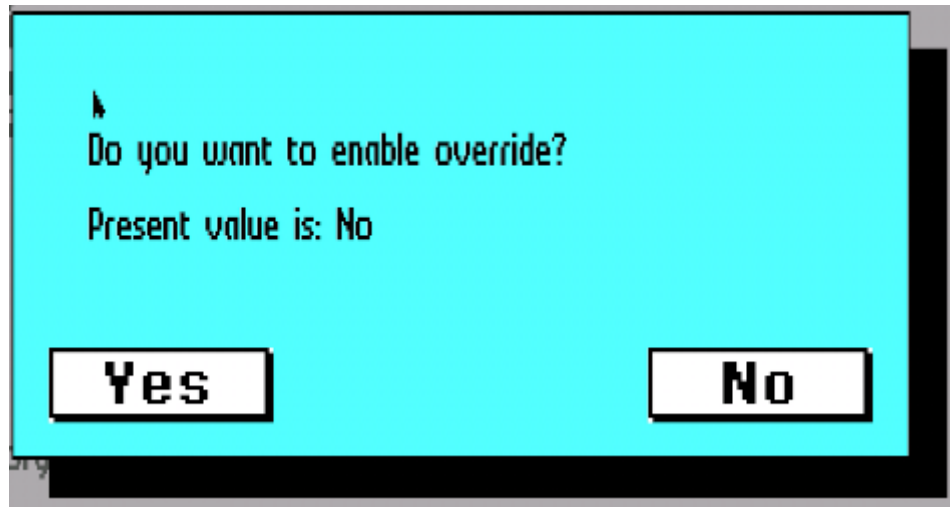 Do you want to enable override?
Present value is: No
Yes
No